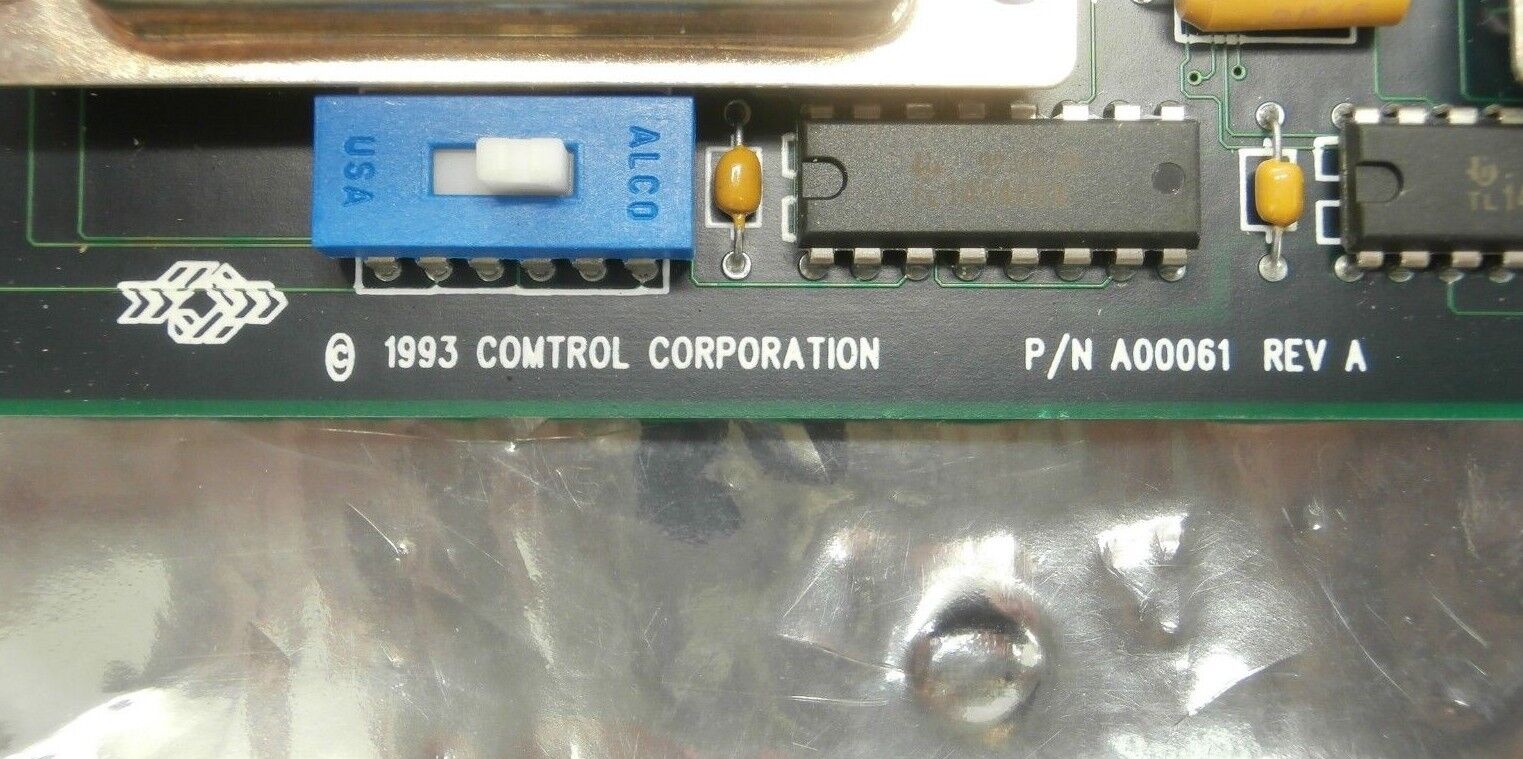 USA
ALCO
© 1993 COMTROL CORPORATION
P/N A00061 REV A